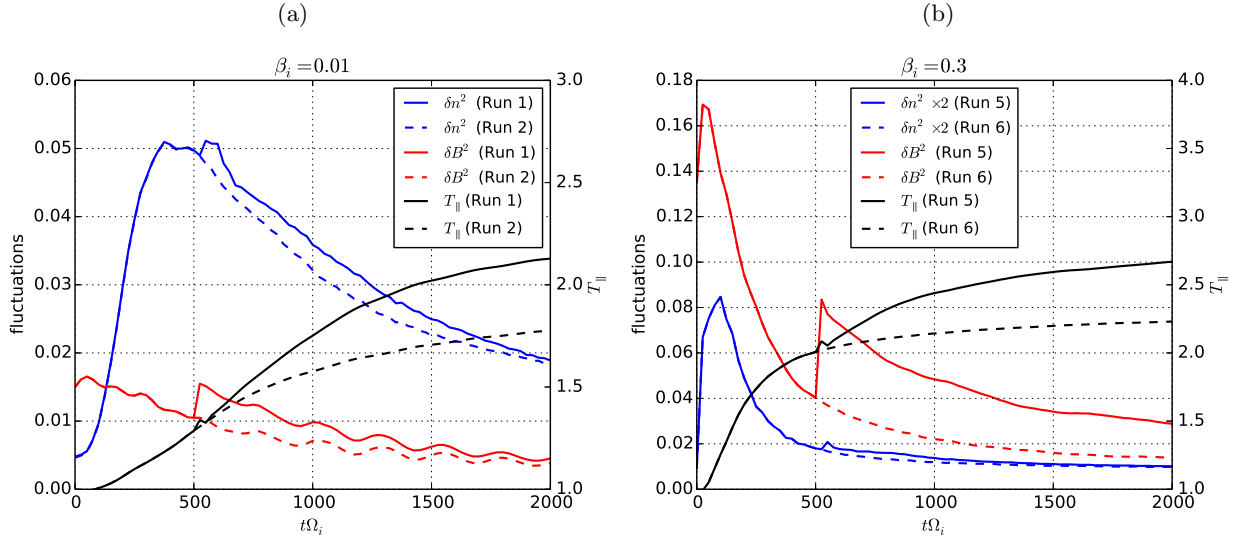 (a)
β_i = 0.01
0.06
0.05
0.04
0.03
0.02
0.01
0.00
fluctuations
3.0
2.5
2.0
1.5
1.0
T_∥
0 500 1000 1500 2000
tΩ_i
δn² (Run 1)
δn² (Run 2)
δB² (Run 1)
δB² (Run 2)
T_∥ (Run 1)
T_∥ (Run 2)
(b)
β_i = 0.3
0.18
0.16
0.14
0.12
0.10
0.08
0.06
0.04
0.02
0.00
fluctuations
4.0
3.5
3.0
2.5
2.0
1.5
1.0
T_∥
0 500 1000 1500 2000
tΩ_i
δn² ×2 (Run 5)
δn² ×2 (Run 6)
δB² (Run 5)
δB² (Run 6)
T_∥ (Run 5)
T_∥ (Run 6)